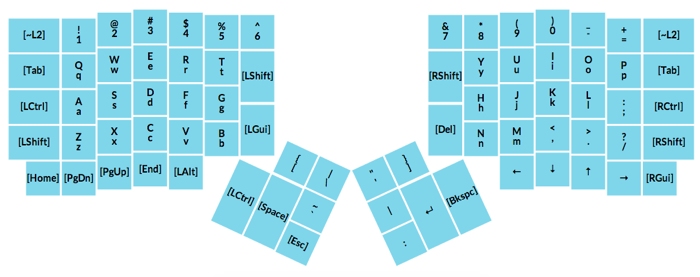 [~L2] ! 1 @ 2 # 3 $ 4 % 5 ^ 6
& 7 * 8 ( 9 ) 0 _ - + = [~L2]
[Tab] Q q W w E e R r T t [LShift]
[RShift] Y y U u I i O o P p [Tab]
[LCtrl] A a S s D d F f G g
H h J j K k L l : ; [RCtrl]
[LShift] Z z X x C c V v B b [LGui]
[Del] N n M m < , > . ? / [RShift]
[Home] [PgDn] [PgUp] [End] [LAlt]
← ↓ ↑ → [RGui]
[LCtrl] [Space] [Esc]
↵ [Bkspc]